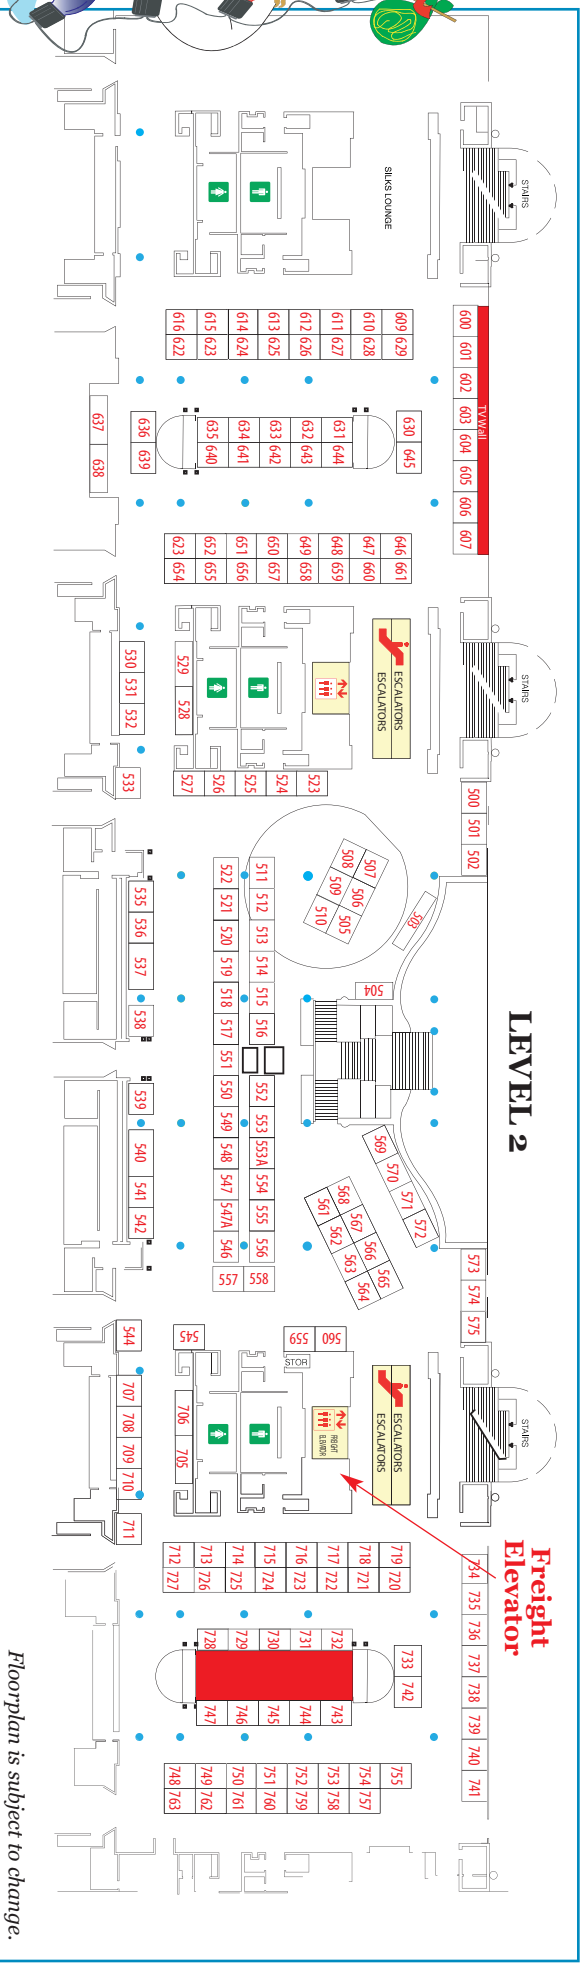 LEVEL 2
STAIRS
SILKS LOUNGE
TV Wall
600 601 602 603 604 605 606 607
609 610 611 612 613 614 615 616
629 628 627 626 625 624 623 622
630 645
631 632 633 634 635
644 643 642 641 640
636 639
637 638
646 647 648 649 650 651 652 623
661 660 659 658 657 656 655 654
STAIRS
ESCALATORS
ESCALATORS
529 528
530 531 532
533
523 524 525 526 527
500 501 502
503
504
507 506 505
508 509 510
511 512 513 514 515 516
522 521 520 519 518 517
551 550 549 548 547 547A 546
552 553 553A 554 555 556
557 558
535 536 537
538
539
540 541 542
569 570 571 572
568 567 566 565
561 562 563 564
573 574 575
544
545
559 560
STOR
STAIRS
ESCALATORS
ESCALATORS
FREIGHT
ELEVATOR
Freight
Elevator
706 705
707 708 709 710
711
719 718 717 716 715 714 713 712
720 721 722 723 724 725 726 727
734 735 736 737 738 739 740 741
733 742
732 731 730 729 728
743 744 745 746 747
755 754 753 752 751 750 749 748
757 758 759 760 761 762 763
Floorplan is subject to change.